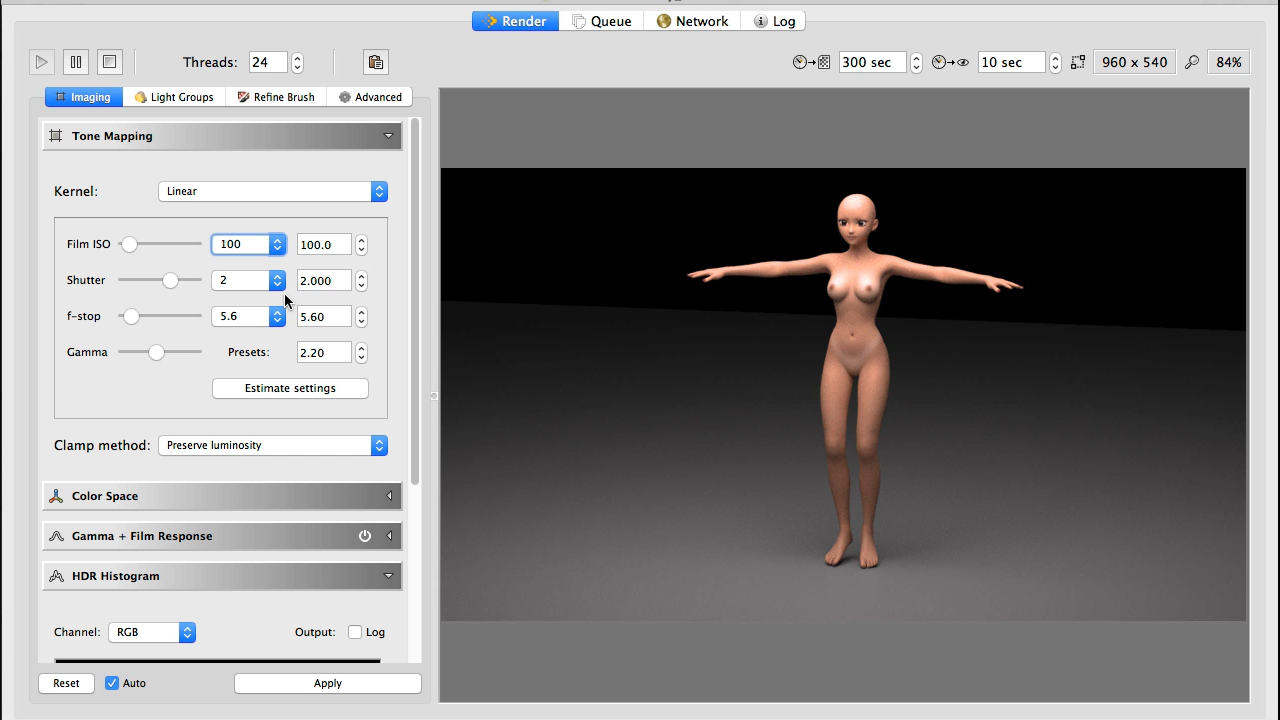 Render Queue Network Log
Threads: 24 300 sec 10 sec 960 x 540 84%
Imaging Light Groups Refine Brush Advanced
Tone Mapping
Kernel: Linear
Film ISO 100 100.0
Shutter 2 2.000
f-stop 5.6 5.60
Gamma Presets: 2.20
Estimate settings
Clamp method: Preserve luminosity
Color Space
Gamma + Film Response
HDR Histogram
Channel: RGB Output: Log
Reset Auto Apply